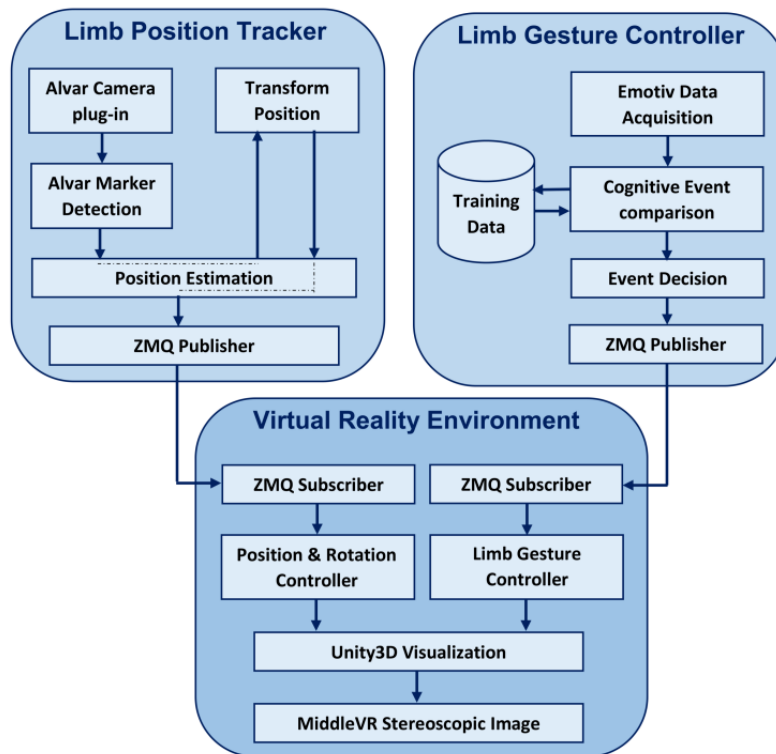 Limb Position Tracker
Alvar Camera
plug-in
Transform
Position
Alvar Marker
Detection
Position Estimation
ZMQ Publisher
Limb Gesture Controller
Emotiv Data
Acquisition
Training
Data
Cognitive Event
comparison
Event Decision
ZMQ Publisher
Virtual Reality Environment
ZMQ Subscriber
ZMQ Subscriber
Position & Rotation
Controller
Limb Gesture
Controller
Unity3D Visualization
MiddleVR Stereoscopic Image